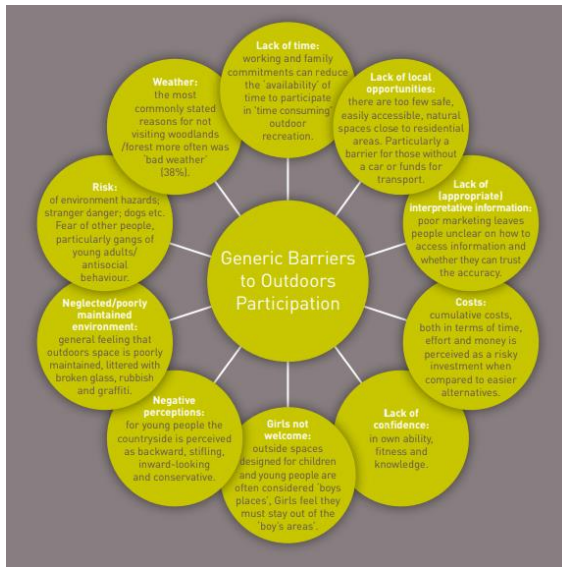 Lack of time:
working and family
commitments can reduce
the 'availability' of
time to participate
in 'time consuming'
outdoor
recreation.
Lack of local
opportunities:
there are too few safe,
easily accessible, natural
spaces close to residential
areas. Particularly a
barrier for those without
a car or funds for
transport.
Lack of
(appropriate)
interpretative information:
poor marketing leaves
people unclear on how to
access information and
whether they can trust
the accuracy.
Costs:
cumulative costs,
both in terms of time,
effort and money is
perceived as a risky
investment when
compared to easier
alternatives.
Lack of
confidence:
in own ability,
fitness and
knowledge.
Girls not
welcome:
outside spaces
designed for children
and young people are
often considered 'boys
places', Girls feel they
must stay out of the
'boy's areas'.
Negative
perceptions:
for young people the
countryside is perceived
as backward, stifling,
inward-looking
and conservative.
Neglected/poorly
maintained
environment:
general feeling that
outdoors space is poorly
maintained, littered with
broken glass, rubbish
and graffiti.
Risk:
of environment hazards;
stranger danger; dogs etc.
Fear of other people,
particularly gangs of
young adults/
antisocial
behaviour.
Weather:
the most
commonly stated
reasons for not
visiting woodlands
/forest more often was
'bad weather'
(38%).
Generic Barriers
to Outdoors
Participation